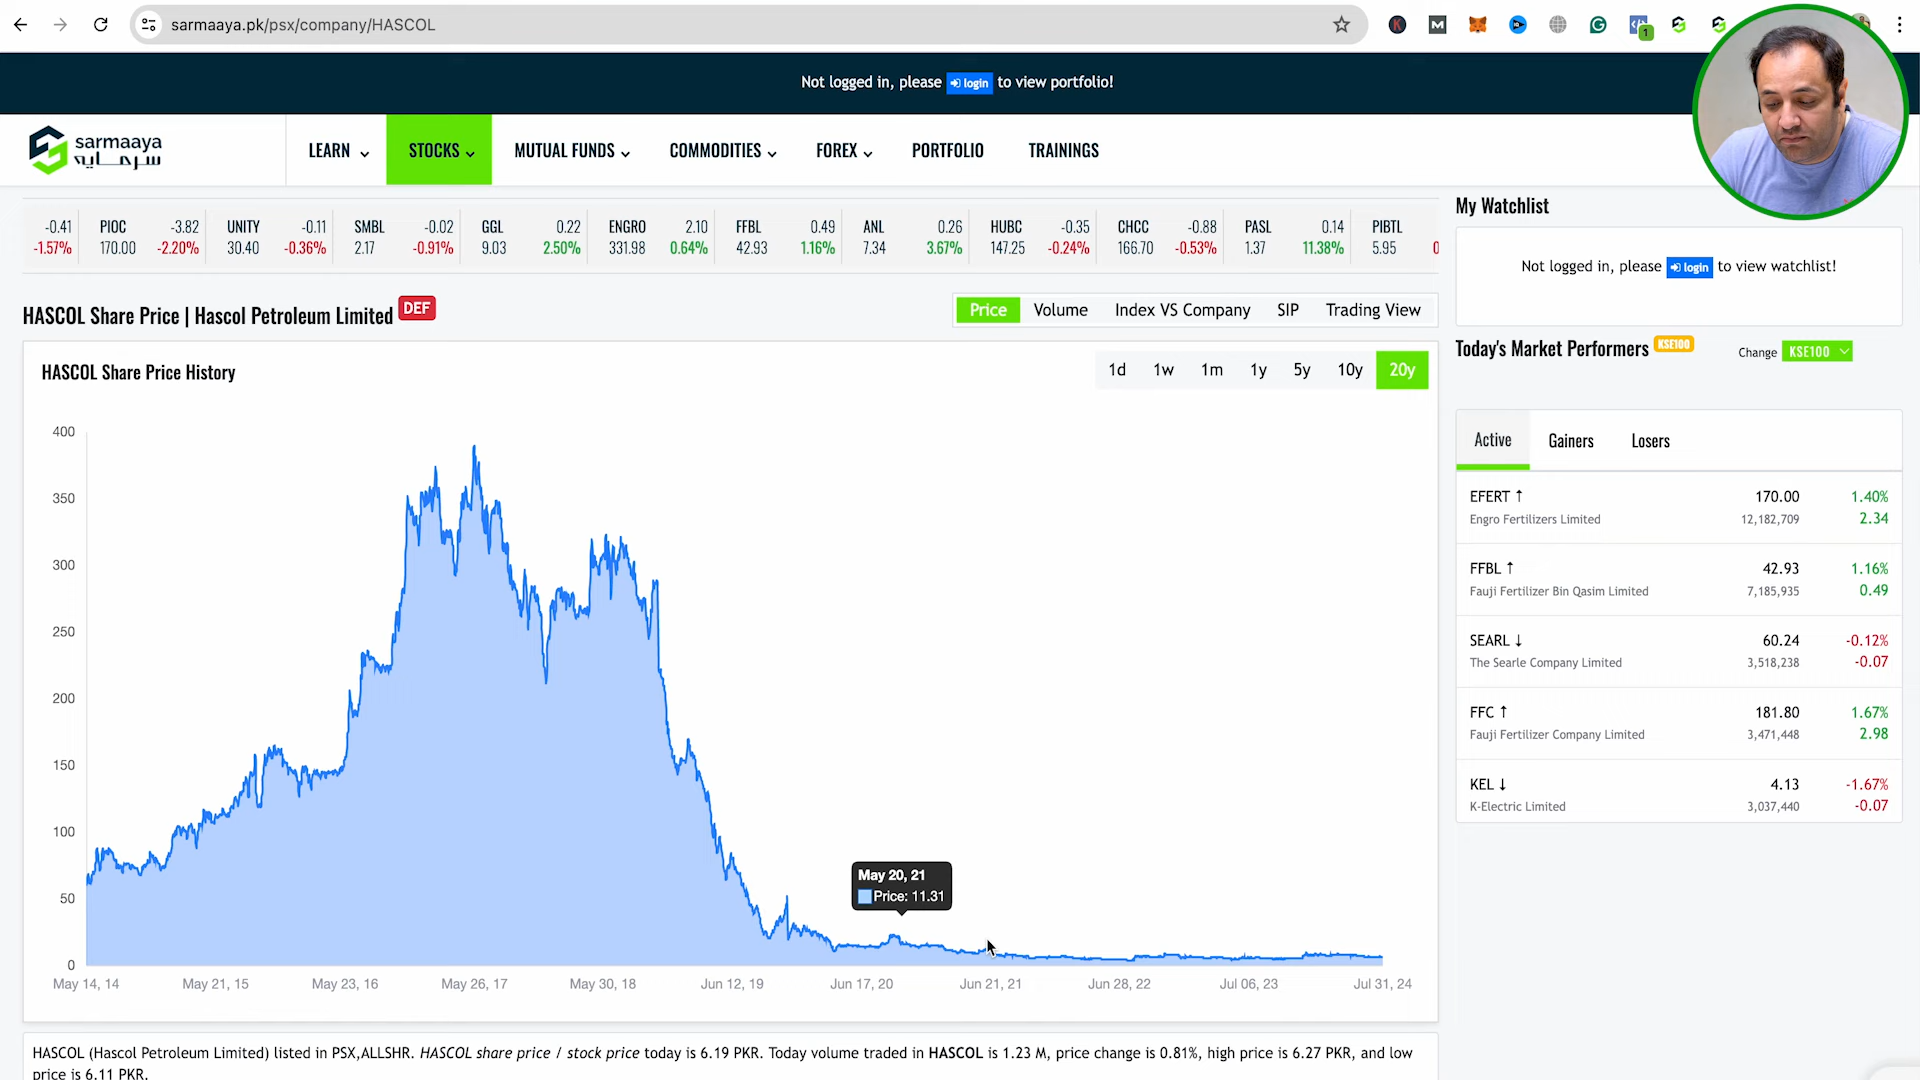 sarmaaya.pk/psx/company/HASCOL
1
Not logged in, please login to view portfolio!
sarmaaya
سرمایه
LEARN STOCKS MUTUAL FUNDS COMMODITIES FOREX PORTFOLIO TRAININGS
-0.41 PIOC -3.82 UNITY -0.11 SMBL -0.02 GGL 0.22 ENGRO 2.10 FFBL 0.49 ANL 0.26 HUBC -0.35 CHCC -0.88 PASL 0.14 PIBTL
-1.57% 170.00 -2.20% 30.40 -0.36% 2.17 -0.91% 9.03 2.50% 331.98 0.64% 42.93 1.16% 7.34 3.67% 147.25 -0.24% 166.70 -0.53% 1.37 11.38% 5.95 0
HASCOL Share Price | Hascol Petroleum Limited DEF
Price Volume Index VS Company SIP Trading View
HASCOL Share Price History
1d 1w 1m 1y 5y 10y 20y
400
350
300
250
200
150
100
50
0
May 20, 21
Price: 11.31
May 14, 14 May 21, 15 May 23, 16 May 26, 17 May 30, 18 Jun 12, 19 Jun 17, 20 Jun 21, 21 Jun 28, 22 Jul 06, 23 Jul 31, 24
HASCOL (Hascol Petroleum Limited) listed in PSX,ALLSHR. HASCOL share price / stock price today is 6.19 PKR. Today volume traded in HASCOL is 1.23 M, price change is 0.81%, high price is 6.27 PKR, and low
price is 6.11 PKR.
My Watchlist
Not logged in, please login to view watchlist!
Today's Market Performers KSE100 Change KSE100
Active Gainers Losers
EFERT ↑ 170.00 1.40%
Engro Fertilizers Limited 12,182,709 2.34
FFBL ↑ 42.93 1.16%
Fauji Fertilizer Bin Qasim Limited 7,185,935 0.49
SEARL ↓ 60.24 -0.12%
The Searle Company Limited 3,518,238 -0.07
FFC ↑ 181.80 1.67%
Fauji Fertilizer Company Limited 3,471,448 2.98
KEL ↓ 4.13 -1.67%
K-Electric Limited 3,037,440 -0.07